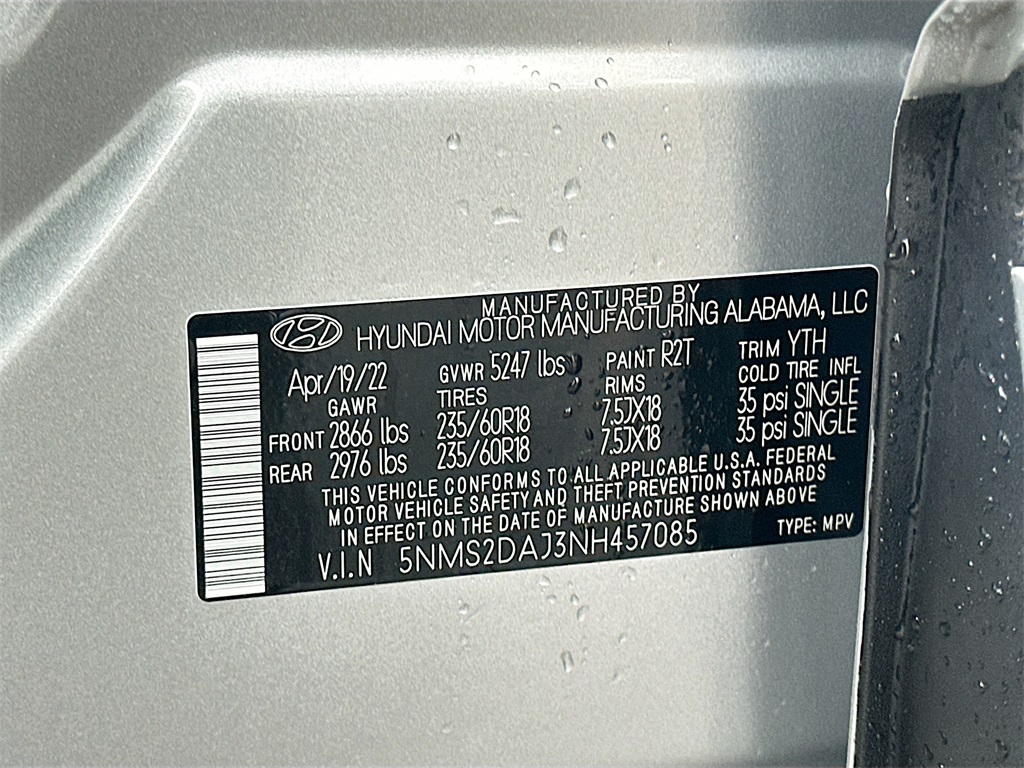 MANUFACTURED BY
HYUNDAI MOTOR MANUFACTURING ALABAMA, LLC
Apr/19/22 GVWR 5247 lbs PAINT R2T TRIM YTH
GAWR TIRES RIMS COLD TIRE INFL
FRONT 2866 lbs 235/60R18 7.5JX18 35 psi SINGLE
REAR 2976 lbs 235/60R18 7.5JX18 35 psi SINGLE
THIS VEHICLE CONFORMS TO ALL APPLICABLE U.S.A. FEDERAL
MOTOR VEHICLE SAFETY AND THEFT PREVENTION STANDARDS
IN EFFECT ON THE DATE OF MANUFACTURE SHOWN ABOVE
V.I.N 5NMS2DAJ3NH457085 TYPE: MPV